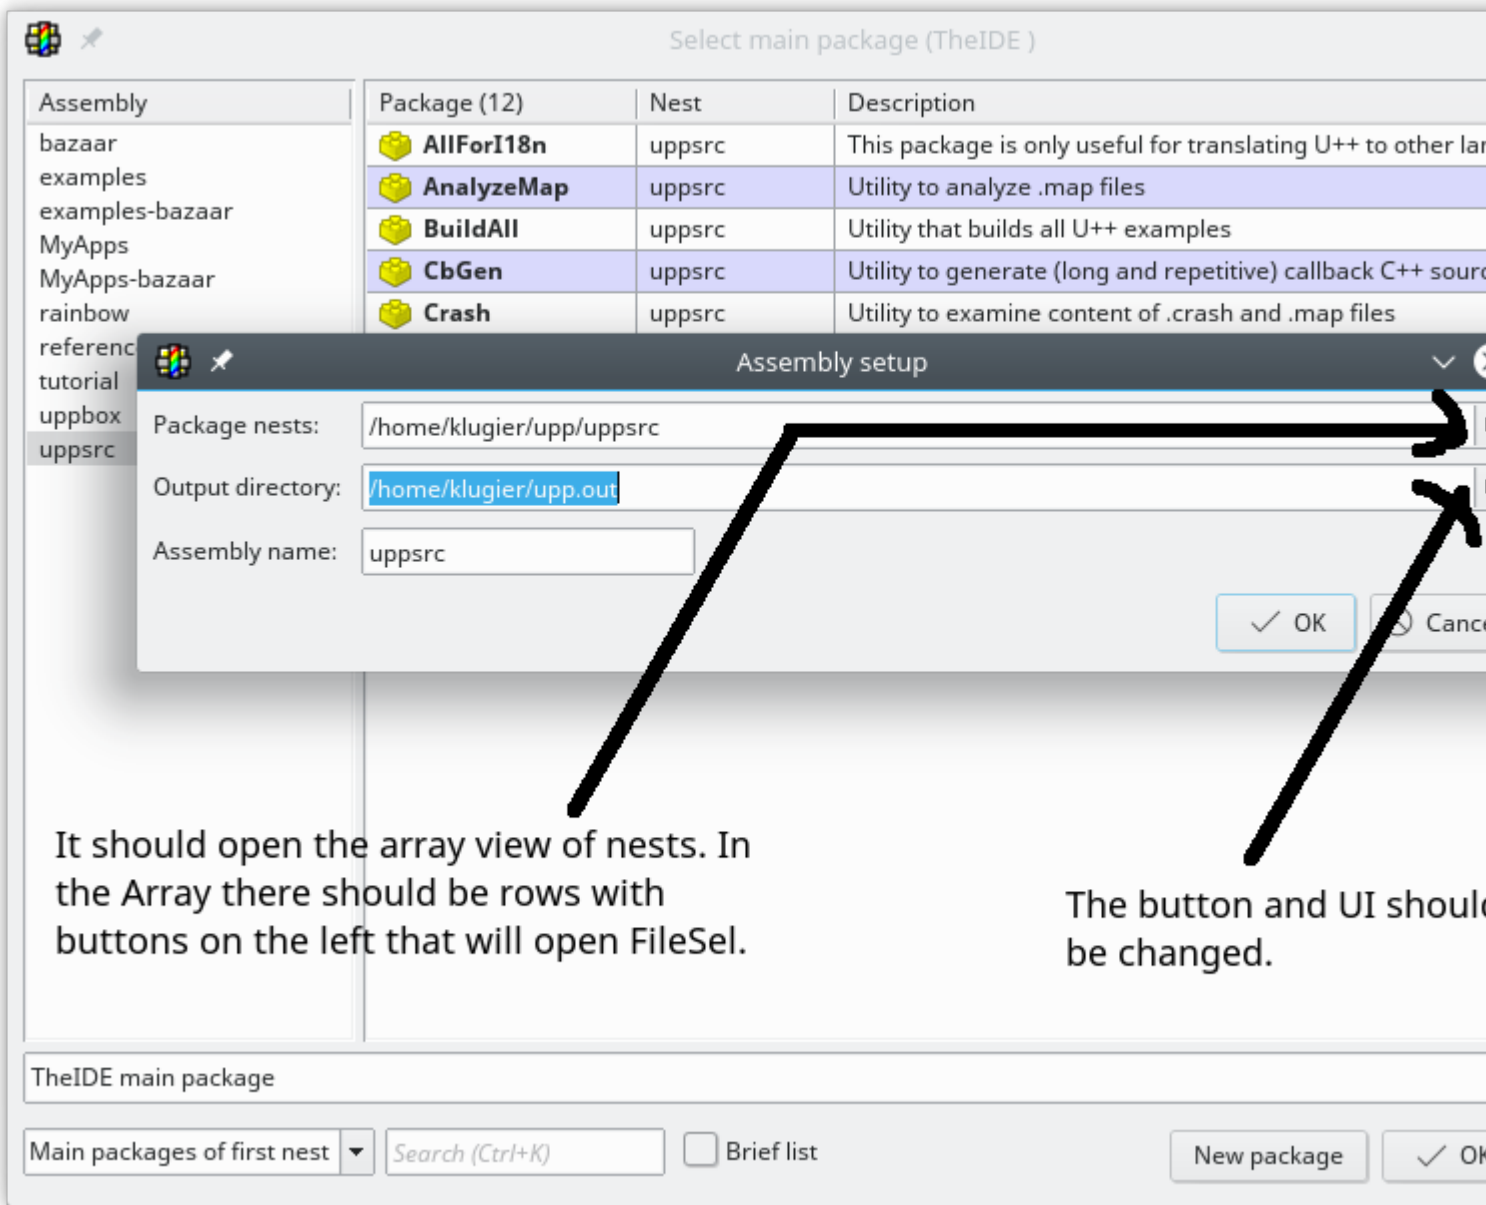 Select main package (TheIDE )
Assembly
Package (12) Nest Description
bazaar
examples
examples-bazaar
MyApps
MyApps-bazaar
rainbow
tutorial
uppbox
uppsrc
AllForI18n uppsrc This package is only useful for translating U++ to other
AnalyzeMap uppsrc Utility to analyze .map files
BuildAll uppsrc Utility that builds all U++ examples
CbGen uppsrc Utility to generate (long and repetitive) callback C++
Crash uppsrc Utility to examine content of .crash and .map files
Assembly setup
Package nests: /home/klugier/upp/uppsrc
Output directory: /home/klugier/upp.out
Assembly name: uppsrc
OK
It should open the array view of nests. In
the Array there should be rows with
buttons on the left that will open FileSel.
The button and UI should
be changed.
TheIDE main package
Main packages of first nest Search (Ctrl+K) Brief list New package OK